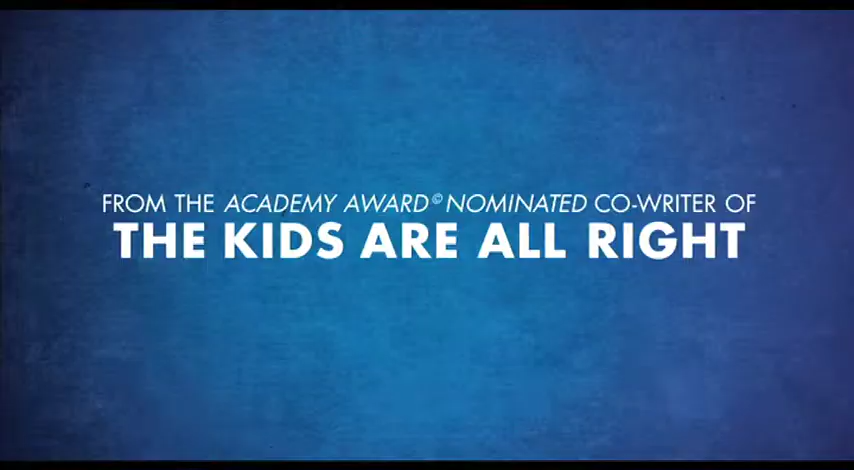 FROM THE ACADEMY AWARD© NOMINATED CO-WRITER OF
THE KIDS ARE ALL RIGHT